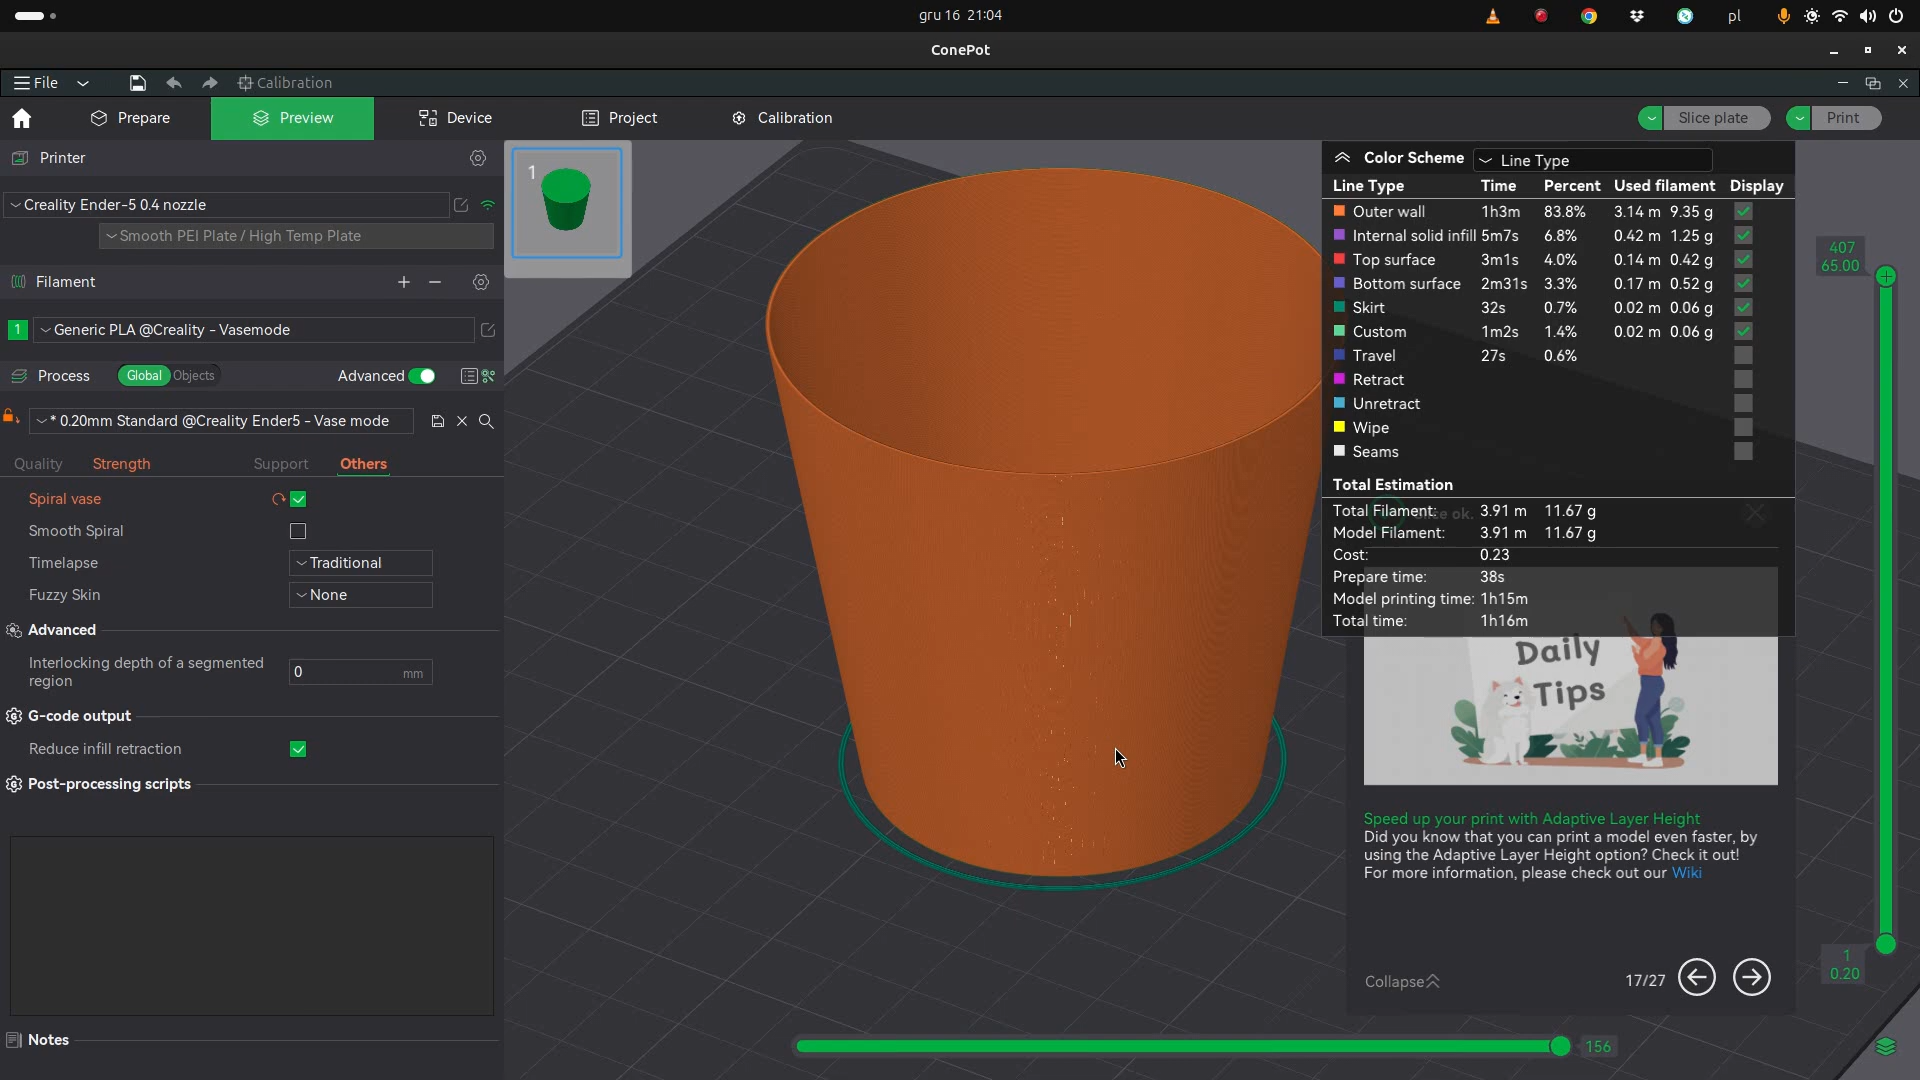 gru 16 21:04
pl
ConePot
File
Calibration
Prepare
Preview
Device
Project
Calibration
Slice plate
Print
Printer
Creality Ender-5 0.4 nozzle
Smooth PEI Plate / High Temp Plate
Filament
1
Generic PLA @Creality - Vasemode
Process
Global
Objects
Advanced
* 0.20mm Standard @Creality Ender5 - Vase mode
Quality
Strength
Support
Others
Spiral vase
Smooth Spiral
Timelapse
Traditional
Fuzzy Skin
None
Advanced
Interlocking depth of a segmented
region
0
mm
G-code output
Reduce infill retraction
Post-processing scripts
Notes
1
Color Scheme
Line Type
Line Type Time Percent Used filament Display
Outer wall 1h3m 83.8% 3.14 m 9.35 g
Internal solid infill 5m7s 6.8% 0.42 m 1.25 g
Top surface 3m1s 4.0% 0.14 m 0.42 g
Bottom surface 2m31s 3.3% 0.17 m 0.52 g
Skirt 32s 0.7% 0.02 m 0.06 g
Custom 1m2s 1.4% 0.02 m 0.06 g
Travel 27s 0.6%
Retract
Unretract
Wipe
Seams
Total Estimation
Total Filament: 3.91 m 11.67 g
Model Filament: 3.91 m 11.67 g
Cost: 0.23
Prepare time: 38s
Model printing time: 1h15m
Total time: 1h16m
ok.
Daily
Tips
Speed up your print with Adaptive Layer Height
Did you know that you can print a model even faster, by
using the Adaptive Layer Height option? Check it out!
For more information, please check out our Wiki
Collapse
17/27
407
65.00
1
0.20
156